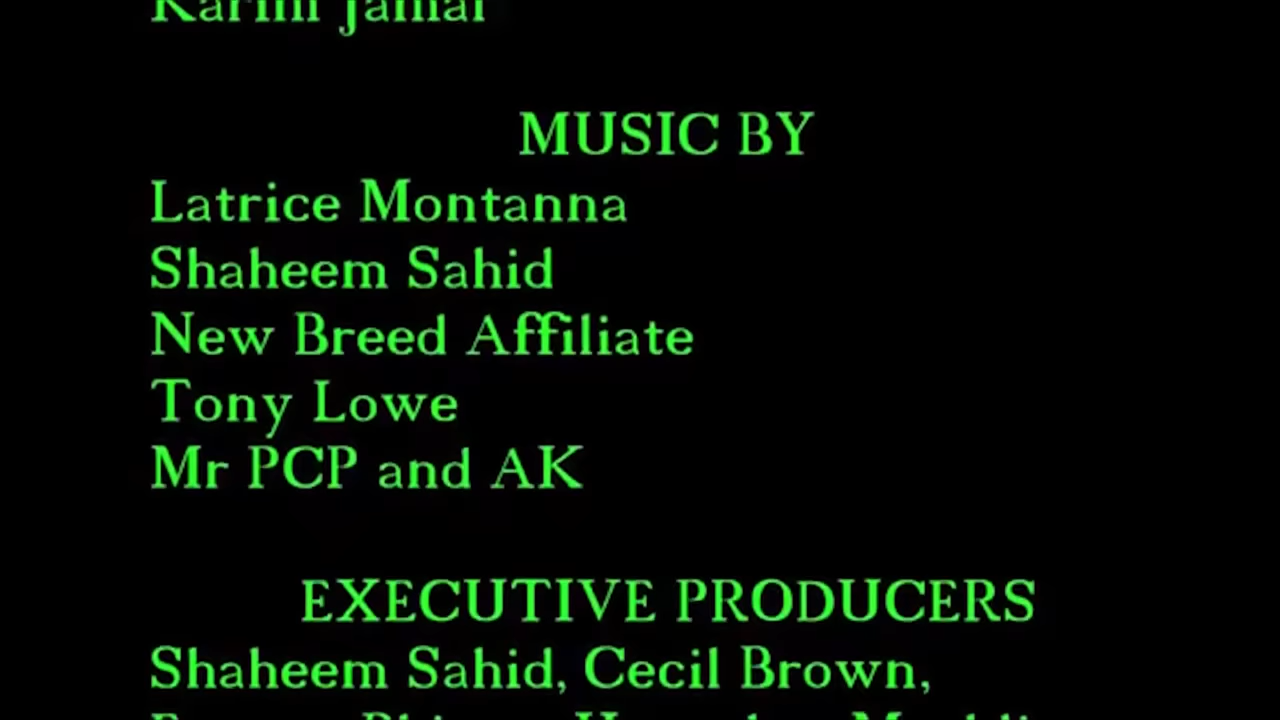 Karim Jamal
MUSIC BY
Latrice Montanna
Shaheem Sahid
New Breed Affiliate
Tony Lowe
Mr PCP and AK
EXECUTIVE PRODUCERS
Shaheem Sahid, Cecil Brown,